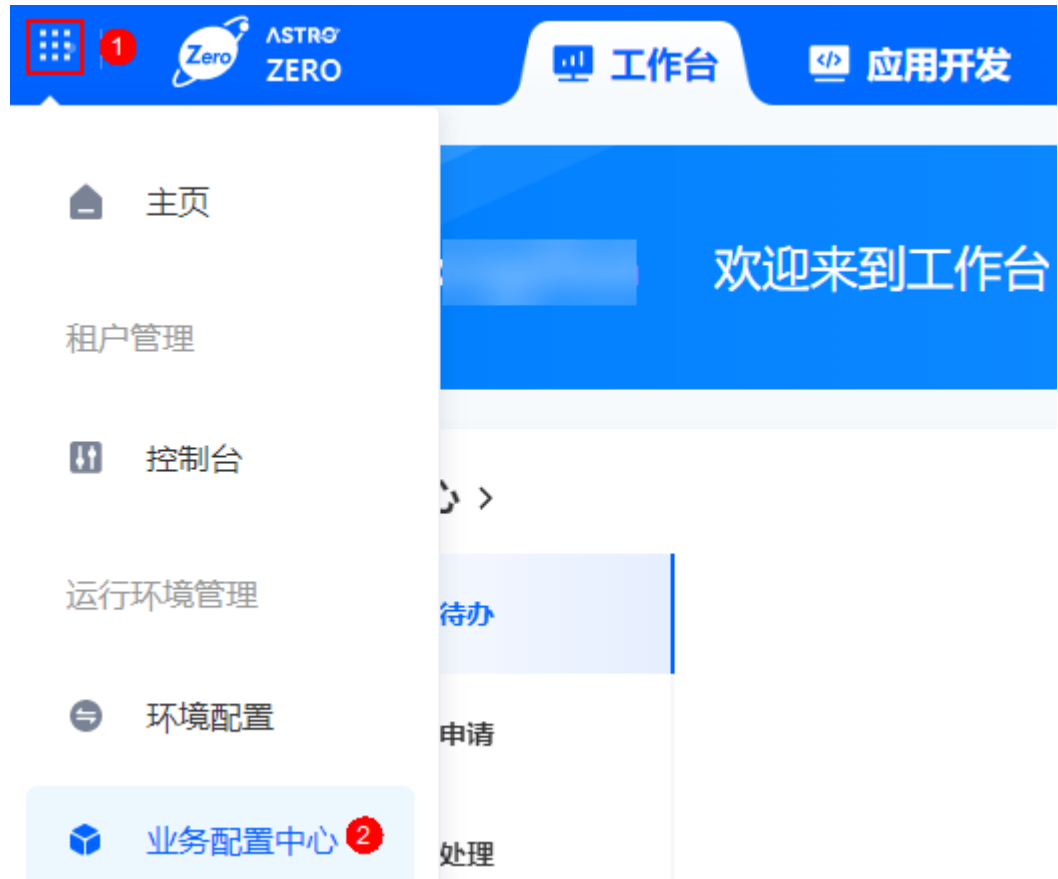 1
Zero
ASTRO
ZERO
工作台
应用开发
主页
欢迎来到工作台
租户管理
控制台
心 >
运行环境管理
待办
环境配置
申请
业务配置中心 2
处理